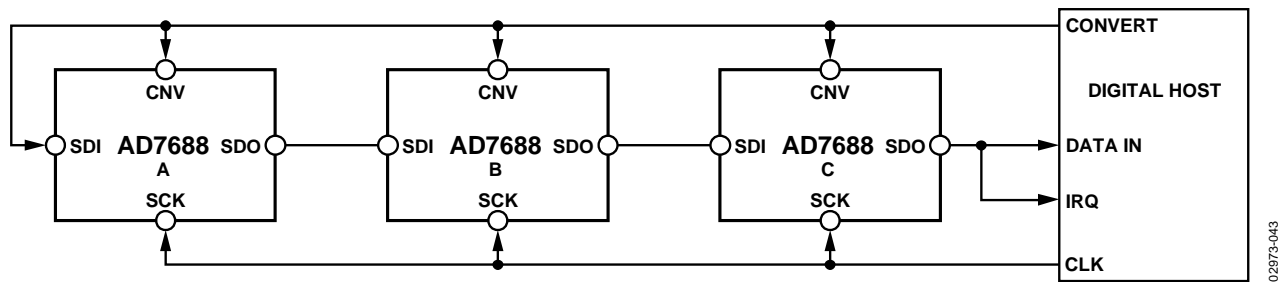 CONVERT
CNV CNV CNV
DIGITAL HOST
SDI AD7688 SDO SDI AD7688 SDO SDI AD7688 SDO DATA IN
A B C
SCK SCK SCK
IRQ
CLK
02973-043